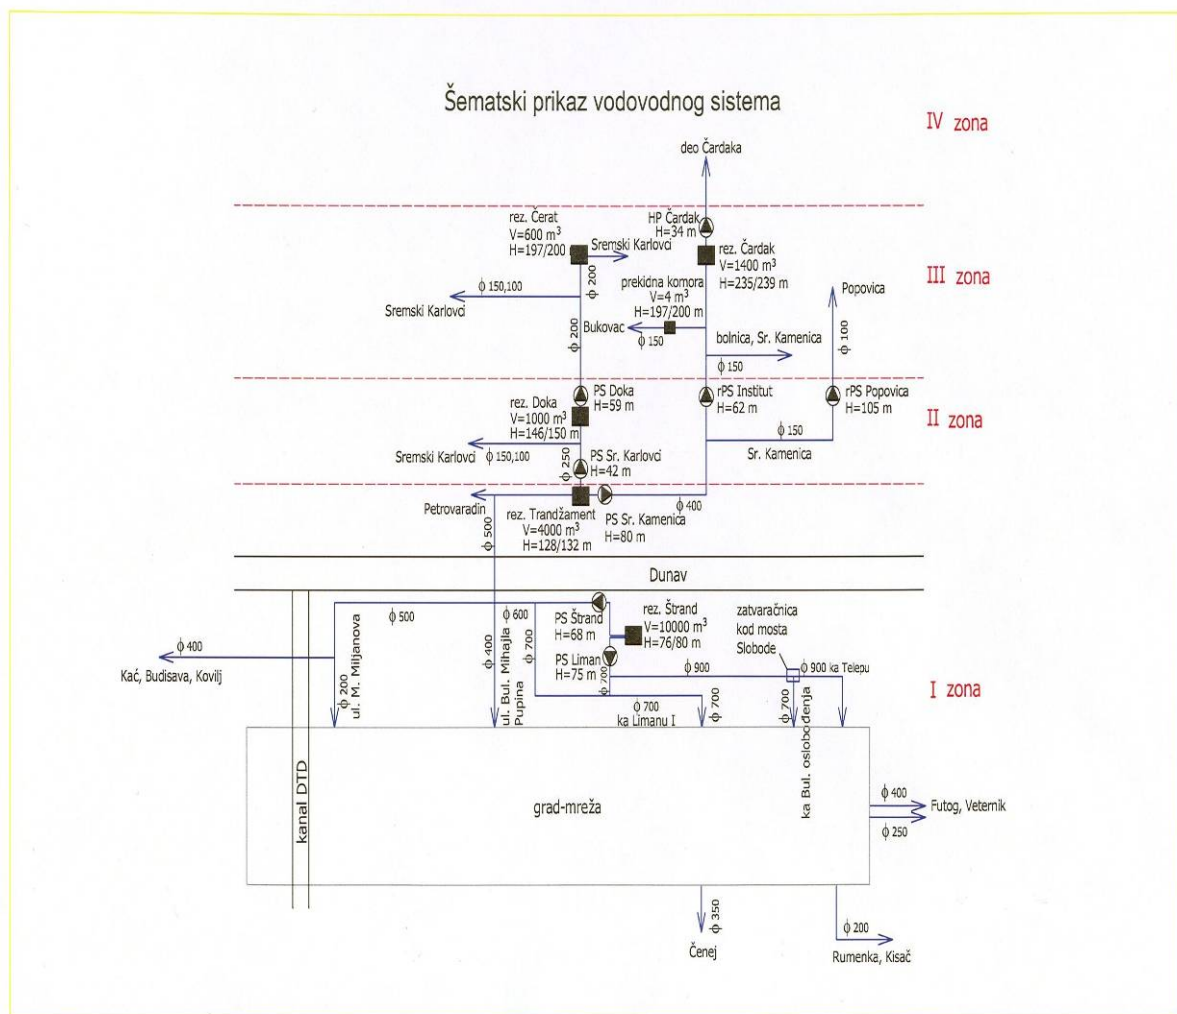 Šematski prikaz vodovodnog sistema
IV zona
deo Čardaka
rez. Čerat
V=600 m³
H=197/200 m
Sremski Karlovci
HP Čardak
H=34 m
rez. Čardak
V=1400 m³
H=235/239 m
ϕ 200
ϕ 150,100
Sremski Karlovci
prekidna komora
V=4 m³
H=197/200 m
III zona
Popovica
Bukovac
ϕ 150
ϕ 200
bolnica, Sr. Kamenica
ϕ 150
ϕ 100
rez. Doka
V=1000 m³
H=146/150 m
PS Doka
H=59 m
rPS Institut
H=62 m
rPS Popovica
H=105 m
II zona
ϕ 150
Sr. Kamenica
Sremski Karlovci
ϕ 150,100
ϕ 250
PS Sr. Karlovci
H=42 m
Petrovaradin
ϕ 500
rez. Trandžament
V=4000 m³
H=128/132 m
PS Sr. Kamenica
H=80 m
ϕ 400
Dunav
ϕ 500
ϕ 600
PS Štrand
H=68 m
rez. Štrand
V=10000 m³
H=76/80 m
zatvaračnica
kod mosta
Slobode
ϕ 400
Kać, Budisava, Kovilj
ϕ 200
ul. M. Miljanova
ϕ 400
ul. Bul. Mihajla
Pupina
ϕ 700
PS Liman
H=75 m
ϕ 700
ϕ 900
ϕ 900 ka Telepu
I zona
ϕ 700
ka Limanu I
ϕ 700
ϕ 700
ka Bul. oslobođenja
kanal DTD
grad-mreža
ϕ 400
Futog, Veternik
ϕ 250
ϕ 350
Čenej
ϕ 200
Rumenka, Kisač